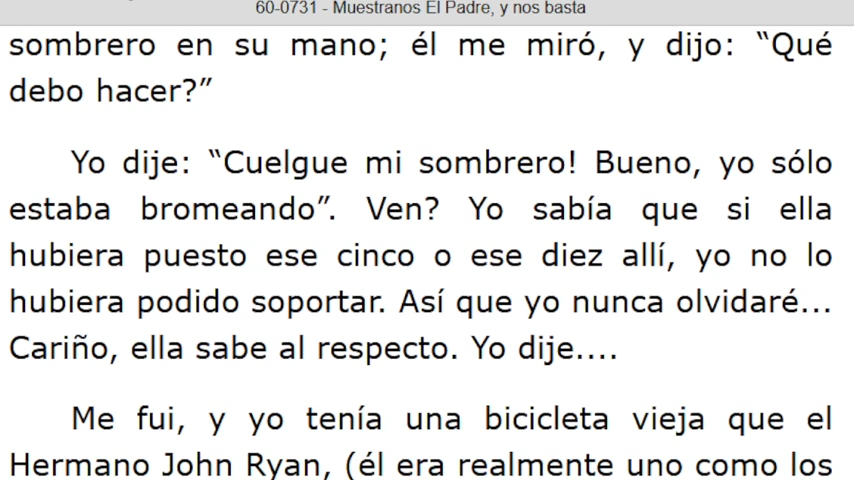 60-0731 - Muestranos El Padre, y nos basta
sombrero en su mano; él me miró, y dijo: “Qué
debo hacer?”
Yo dije: “Cuelgue mi sombrero! Bueno, yo sólo
estaba bromeando”. Ven? Yo sabía que si ella
hubiera puesto ese cinco o ese diez allí, yo no lo
hubiera podido soportar. Así que yo nunca olvidaré...
Cariño, ella sabe al respecto. Yo dije....
Me fui, y yo tenía una bicicleta vieja que el
Hermano John Ryan, (él era realmente uno como los